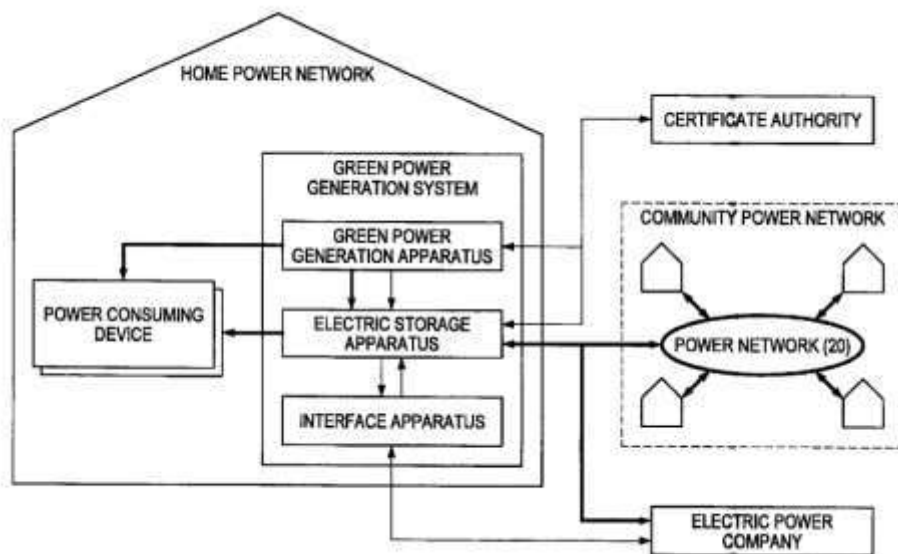 HOME POWER NETWORK
CERTIFICATE AUTHORITY
GREEN POWER
GENERATION SYSTEM
COMMUNITY POWER NETWORK
GREEN POWER
GENERATION APPARATUS
POWER CONSUMING
DEVICE
ELECTRIC STORAGE
APPARATUS
POWER NETWORK (20)
INTERFACE APPARATUS
ELECTRIC POWER
COMPANY